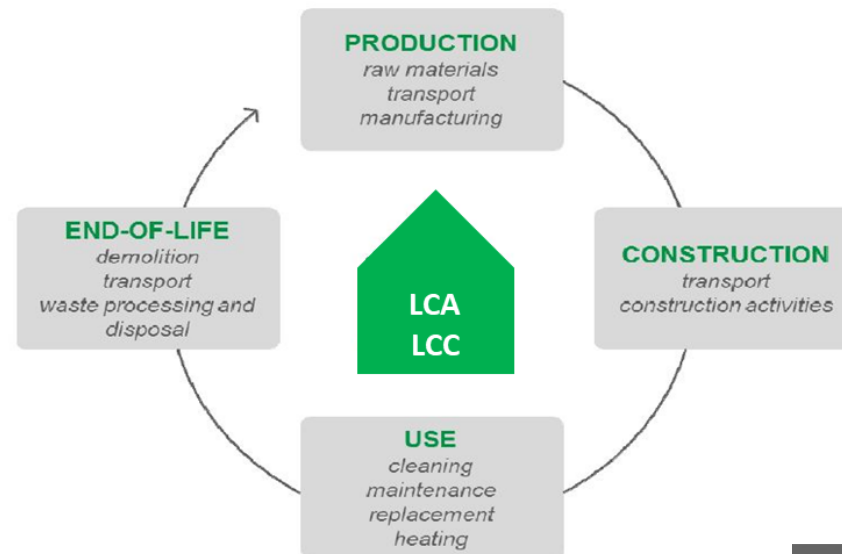 PRODUCTION
raw materials
transport
manufacturing
CONSTRUCTION
transport
construction activities
USE
cleaning
maintenance
replacement
heating
END-OF-LIFE
demolition
transport
waste processing and
disposal
LCA
LCC